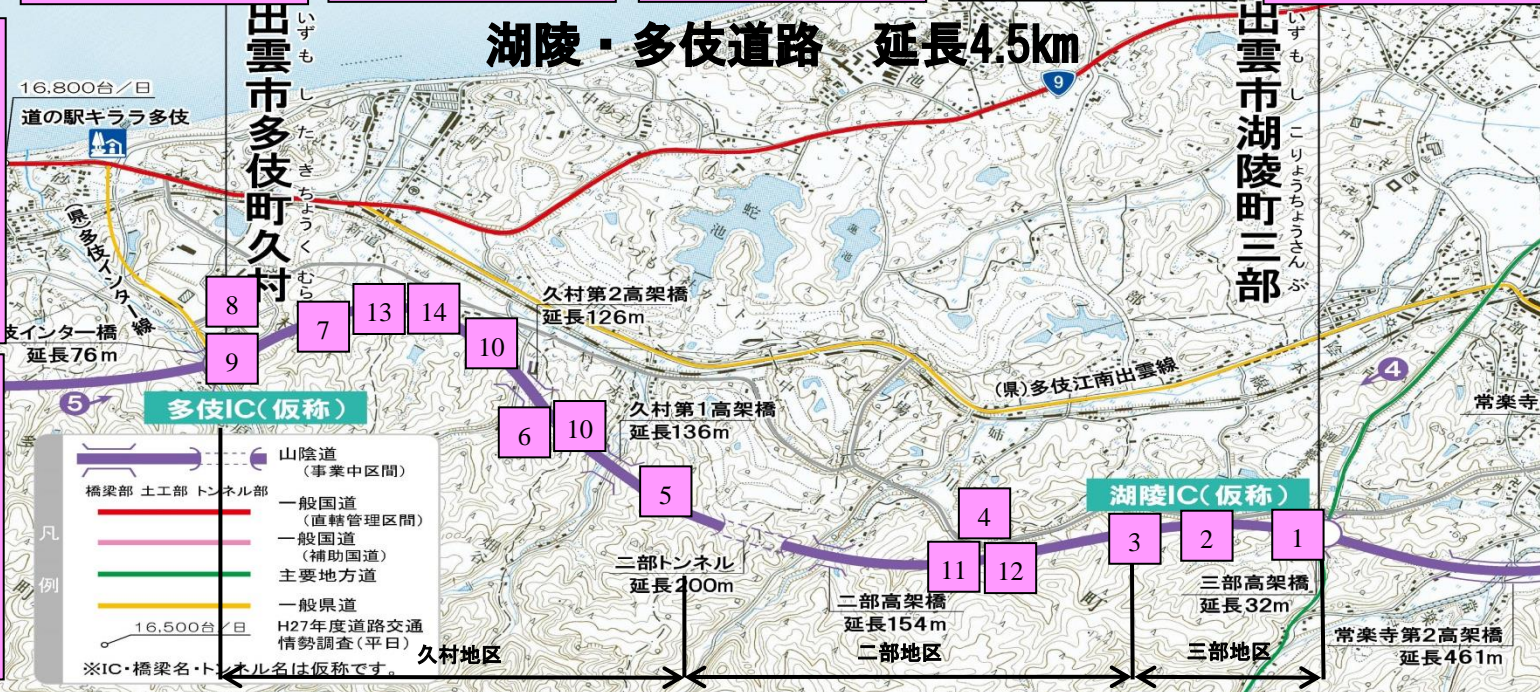 湖陵・多伎道路　延長4.5km
16,800台／日
道の駅キララ多伎
出雲市多伎町久村
いずもしたきちょうくむら
出雲市湖陵町三部
いずもしこりょうちょうさんぶ
9
(県)多伎インター線
蛇池
蓮池
久村第2高架橋
延長126m
8
7
13
14
10
9
伎インター橋
延長76m
5
多伎IC(仮称)
(県)多伎江南出雲線
4
常楽寺
久村第1高架橋
延長136m
6
10
5
湖陵IC(仮称)
4
3
2
1
11
12
二部トンネル
延長200m
二部高架橋
延長154m
三部高架橋
延長32m
常楽寺第2高架橋
延長461m
凡例
山陰道
(事業中区間)
橋梁部 土工部 トンネル部
一般国道
(直轄管理区間)
一般国道
(補助国道)
主要地方道
一般県道
16,500台／日
H27年度道路交通
情勢調査(平日)
※IC・橋梁名・トンネル名は仮称です。
久村地区
二部地区
三部地区